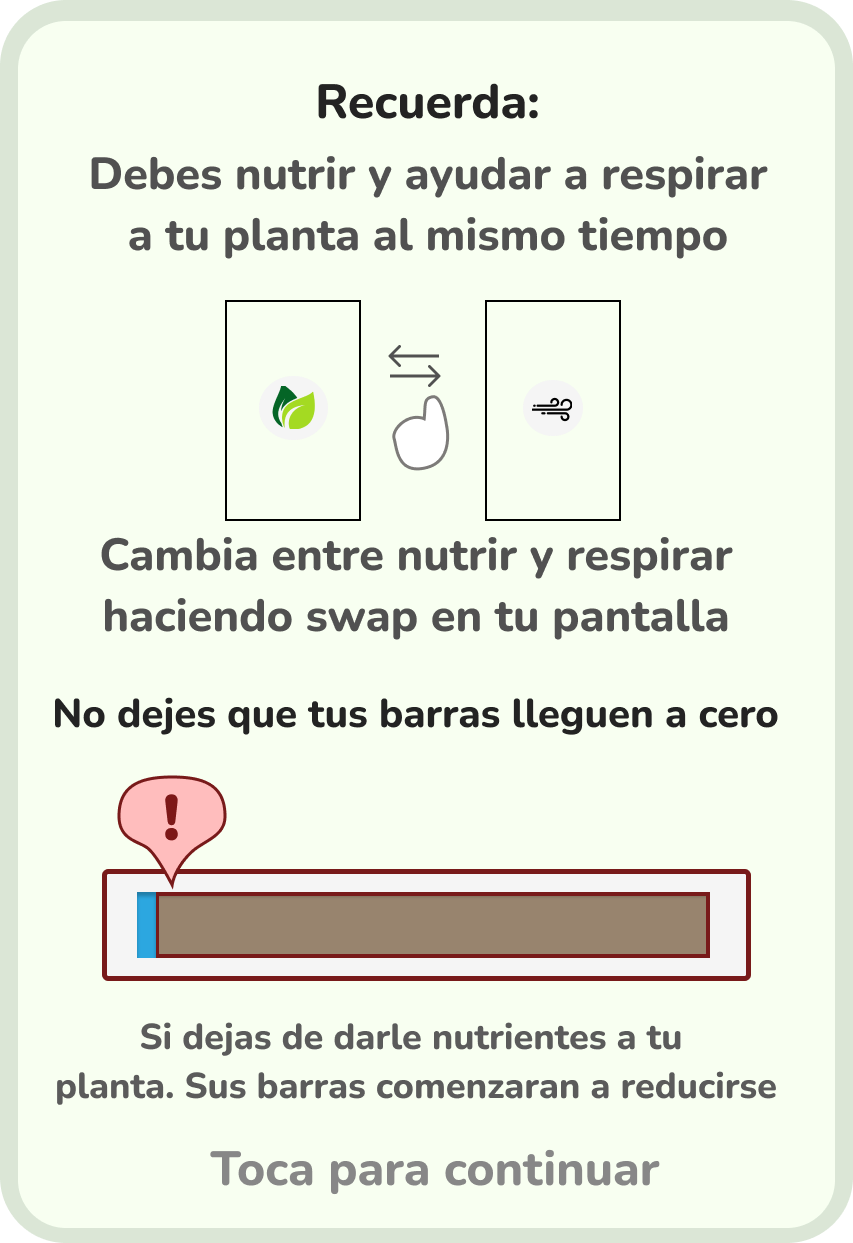 Recuerda:
Debes nutrir y ayudar a respirar
a tu planta al mismo tiempo
Cambia entre nutrir y respirar
haciendo swap en tu pantalla
No dejes que tus barras lleguen a cero
!
Si dejas de darle nutrientes a tu
planta. Sus barras comenzaran a reducirse
Toca para continuar